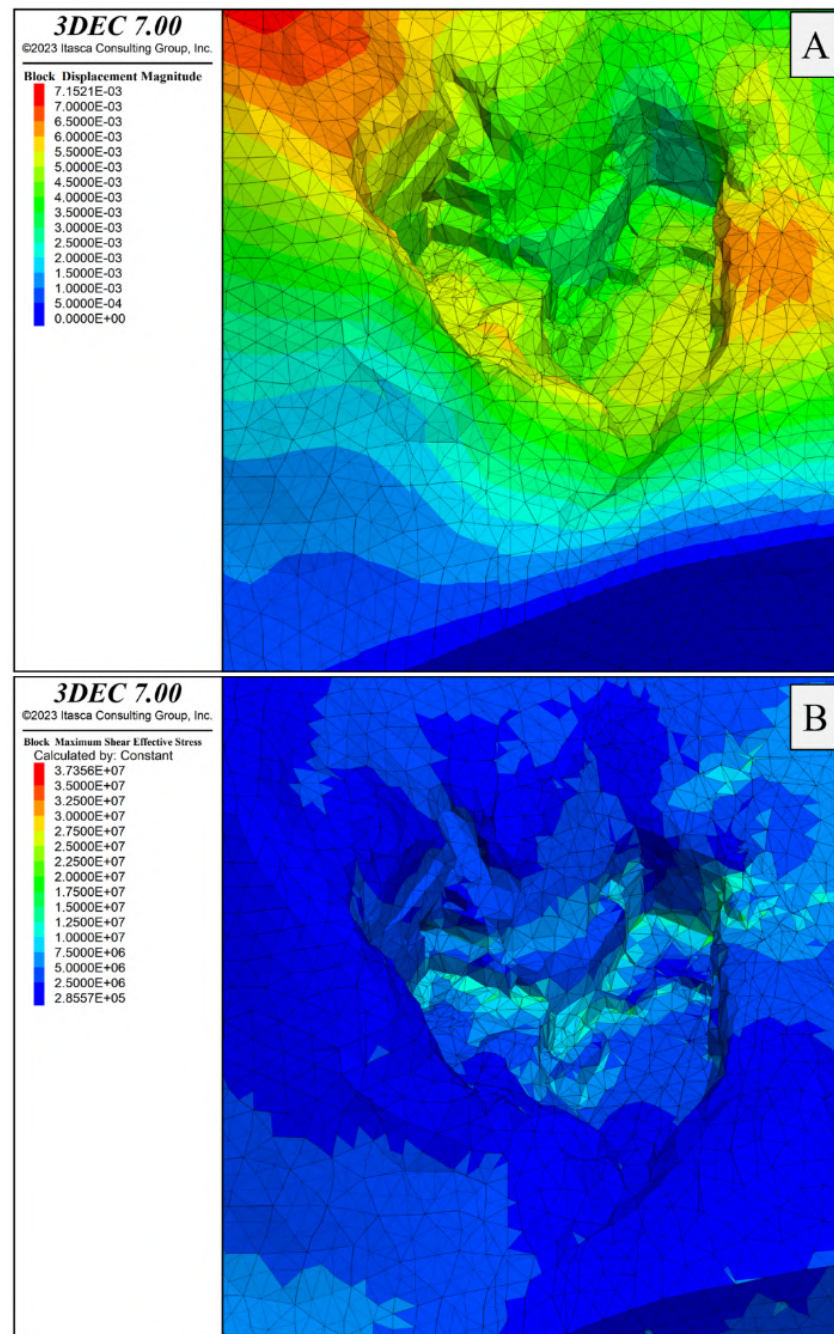 3DEC 7.00
©2023 Itasca Consulting Group, Inc.
Block Displacement Magnitude
7.1521E-03
7.0000E-03
6.5000E-03
6.0000E-03
5.5000E-03
5.0000E-03
4.5000E-03
4.0000E-03
3.5000E-03
3.0000E-03
2.5000E-03
2.0000E-03
1.5000E-03
1.0000E-03
5.0000E-04
0.0000E+00
A
3DEC 7.00
©2023 Itasca Consulting Group, Inc.
Block Maximum Shear Effective Stress
Calculated by: Constant
3.7356E+07
3.5000E+07
3.2500E+07
3.0000E+07
2.7500E+07
2.5000E+07
2.2500E+07
2.0000E+07
1.7500E+07
1.5000E+07
1.2500E+07
1.0000E+07
7.5000E+06
5.0000E+06
2.5000E+06
2.8557E+05
B